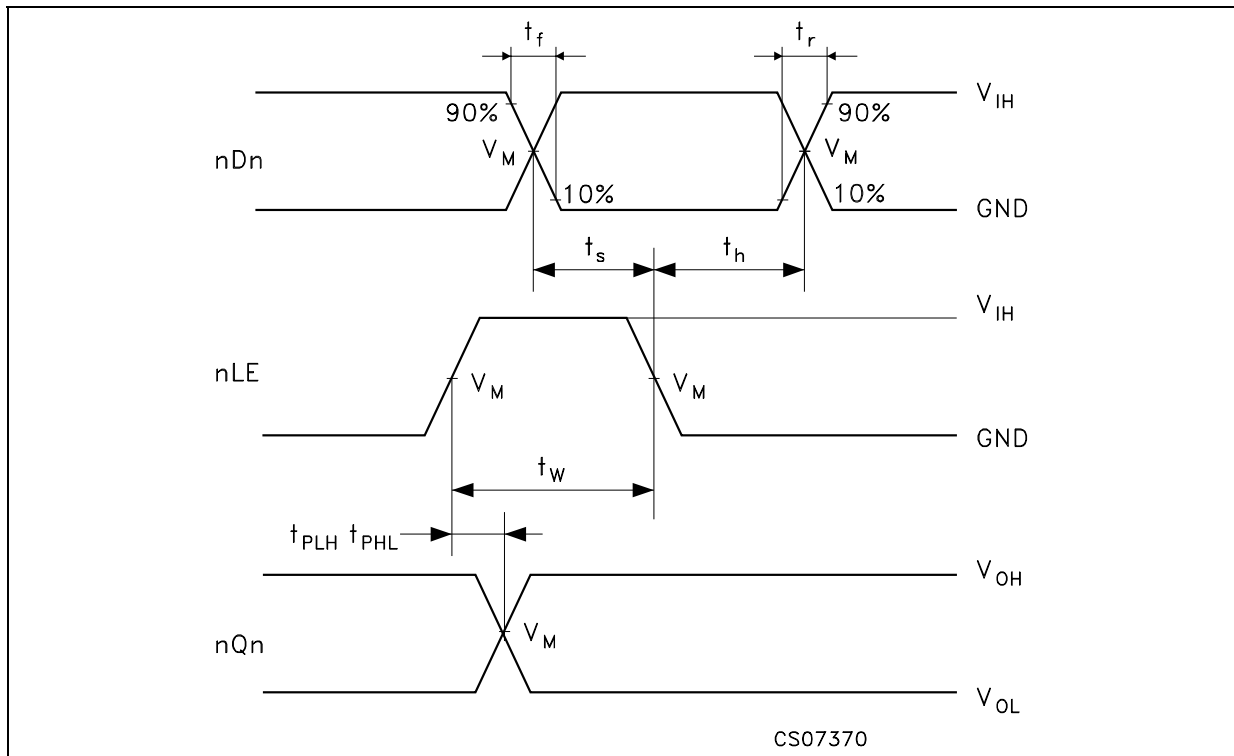 tf tr
VIH
90% 90%
nDn VM VM
10% 10%
GND
ts th
VIH
nLE VM VM
GND
tW
tPLH tPHL
VOH
nQn VM
VOL
CS07370